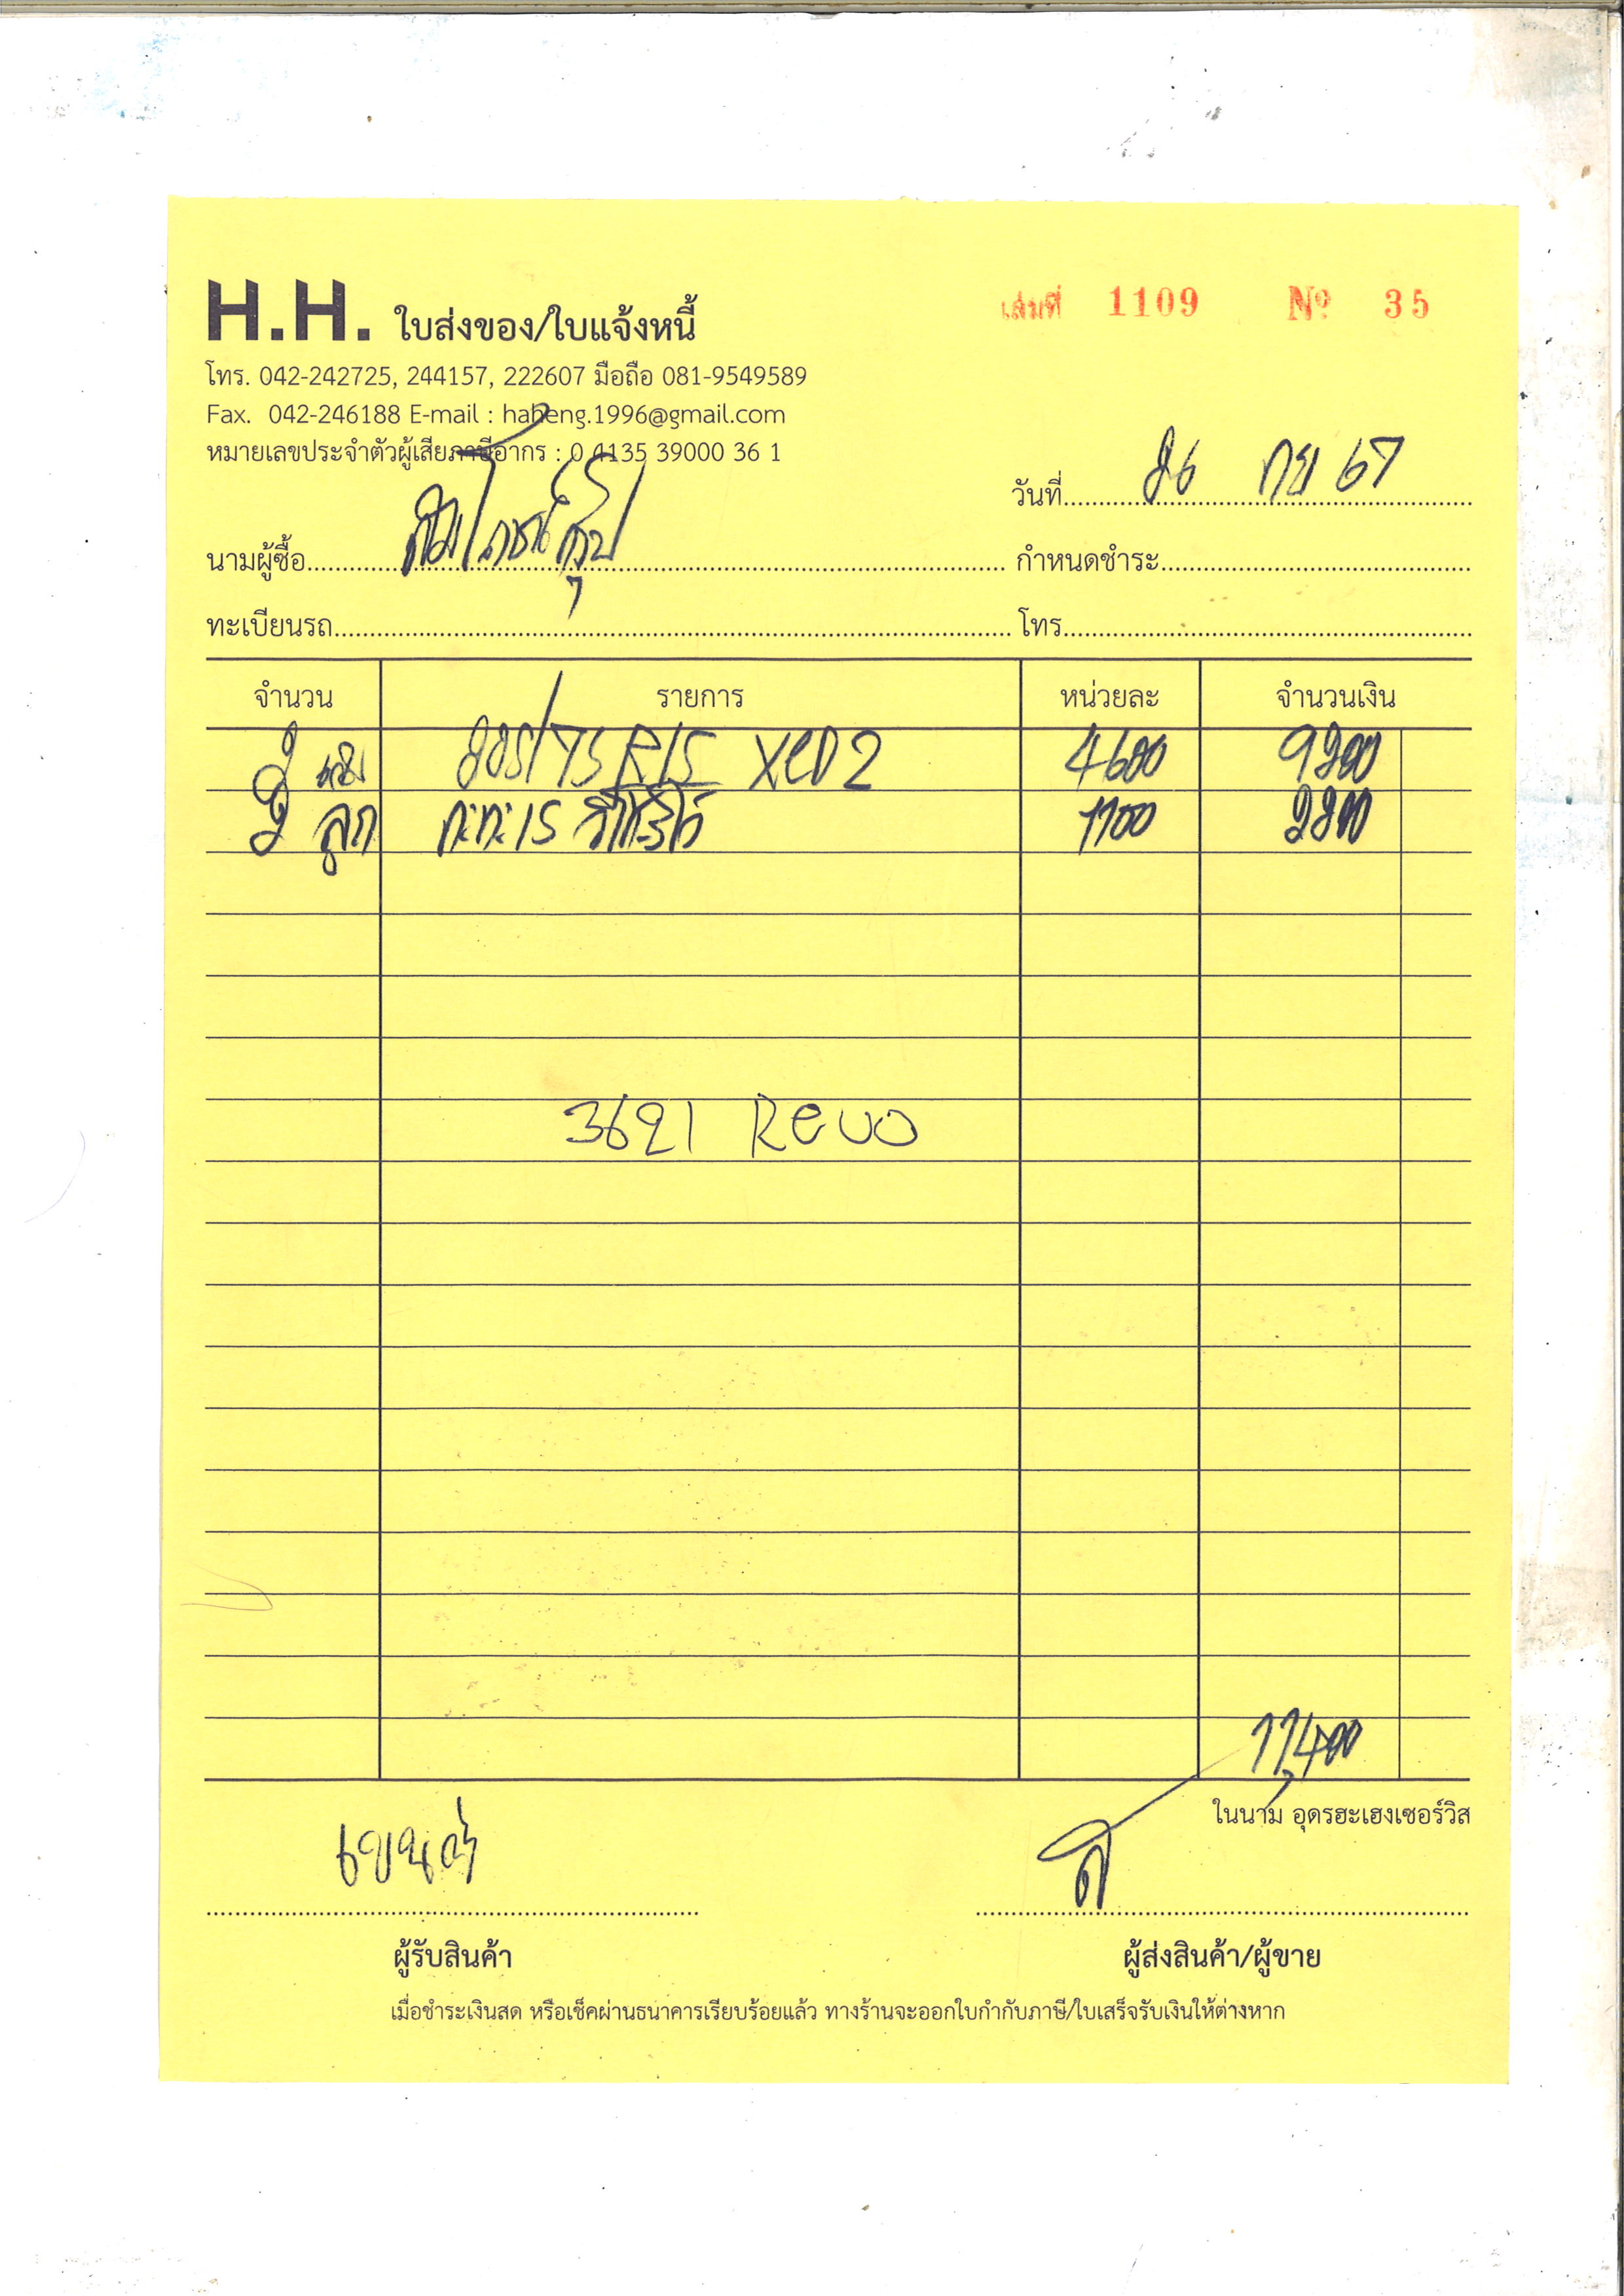 H.H. ใบส่งของ/ใบแจ้งหนี้
เล่มที่ 1109 Nº 35
โทร. 042-242725, 244157, 222607 มือถือ 081-9549589
Fax. 042-246188 E-mail : haheng.1996@gmail.com
หมายเลขประจำตัวผู้เสียภาษีอากร : 0 4135 39000 36 1
วันที่ 26 กย 67
นามผู้ซื้อ กำหนดชำระ
ทะเบียนรถ โทร
จำนวน รายการ หน่วยละ จำนวนเงิน
2 เส้น 225/75 R15 XCD2 4600 9200
2 ลูก กะทะ 15 1100 2200
3621 Revo
11,400
ในนาม อุดรฮะเฮงเซอร์วิส
ผู้รับสินค้า ผู้ส่งสินค้า/ผู้ขาย
เมื่อชำระเงินสด หรือเช็คผ่านธนาคารเรียบร้อยแล้ว ทางร้านจะออกใบกำกับภาษี/ใบเสร็จรับเงินให้ต่างหาก